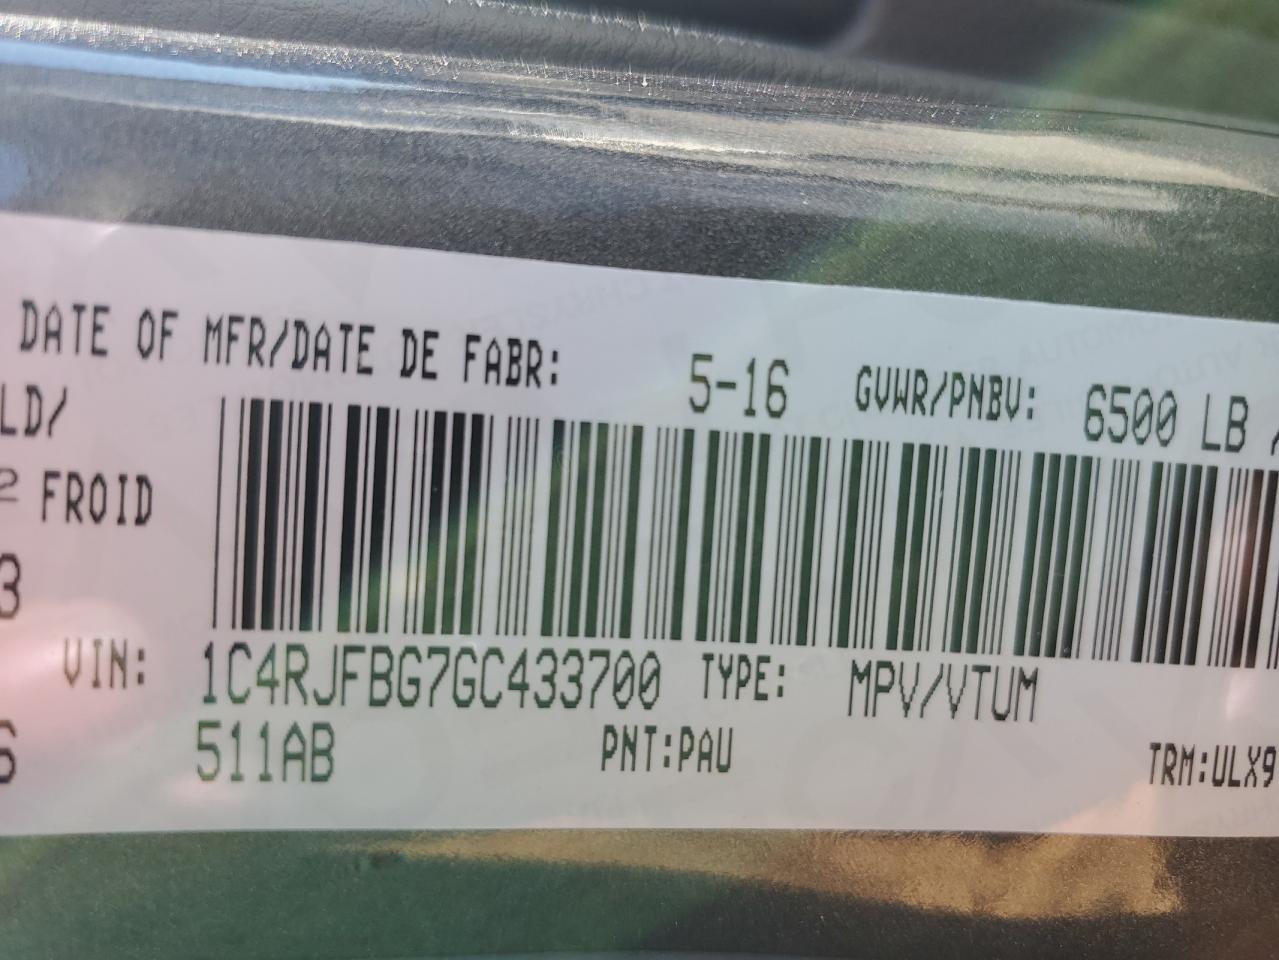 DATE OF MFR/DATE DE FABR: 5-16 GVWR/PNBV: 6500 LB /
LD/
2 FROID
3
VIN: 1C4RJFBG7GC433700 TYPE: MPV/VTUM
6 511AB PNT:PAU TRM:ULX9